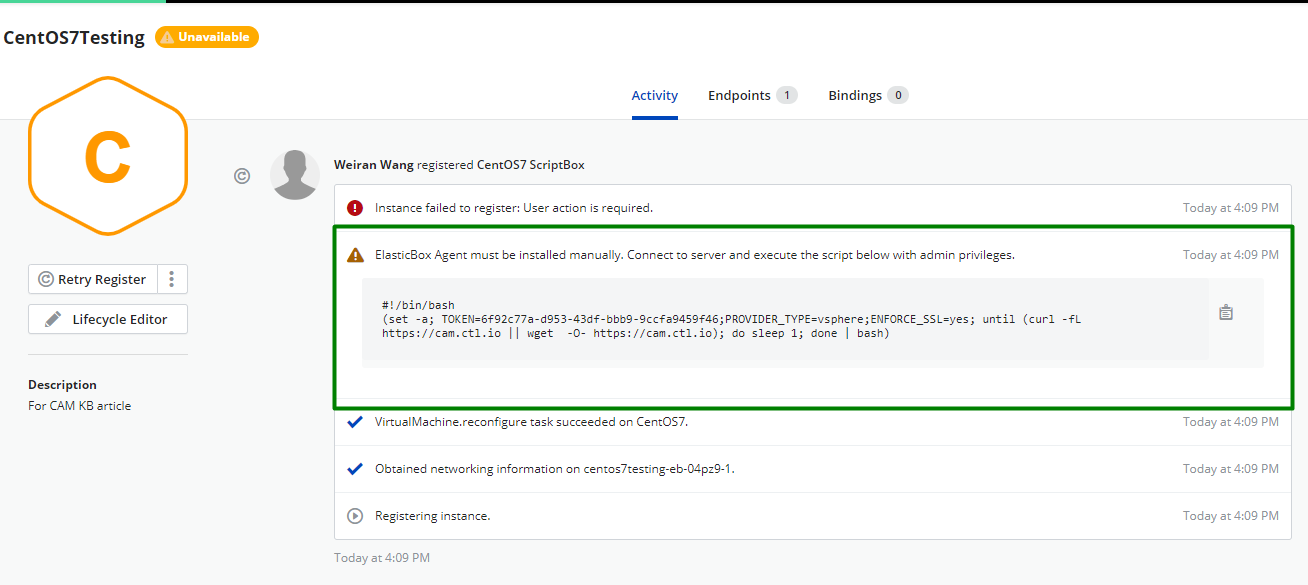 CentOS7Testing Unavailable
C
Activity Endpoints 1 Bindings 0
Weiran Wang registered CentOS7 ScriptBox
Instance failed to register: User action is required. Today at 4:09 PM
ElasticBox Agent must be installed manually. Connect to server and execute the script below with admin privileges. Today at 4:09 PM
#!/bin/bash
(set -a; TOKEN=6f92c77a-d953-43df-bbb9-9ccfa9459f46;PROVIDER_TYPE=vsphere;ENFORCE_SSL=yes; until (curl -fL
https://cam.ctl.io || wget  -O- https://cam.ctl.io); do sleep 1; done | bash)
VirtualMachine.reconfigure task succeeded on CentOS7. Today at 4:09 PM
Obtained networking information on centos7testing-eb-04pz9-1. Today at 4:09 PM
Registering instance. Today at 4:09 PM
Today at 4:09 PM
Retry Register
Lifecycle Editor
Description
For CAM KB article